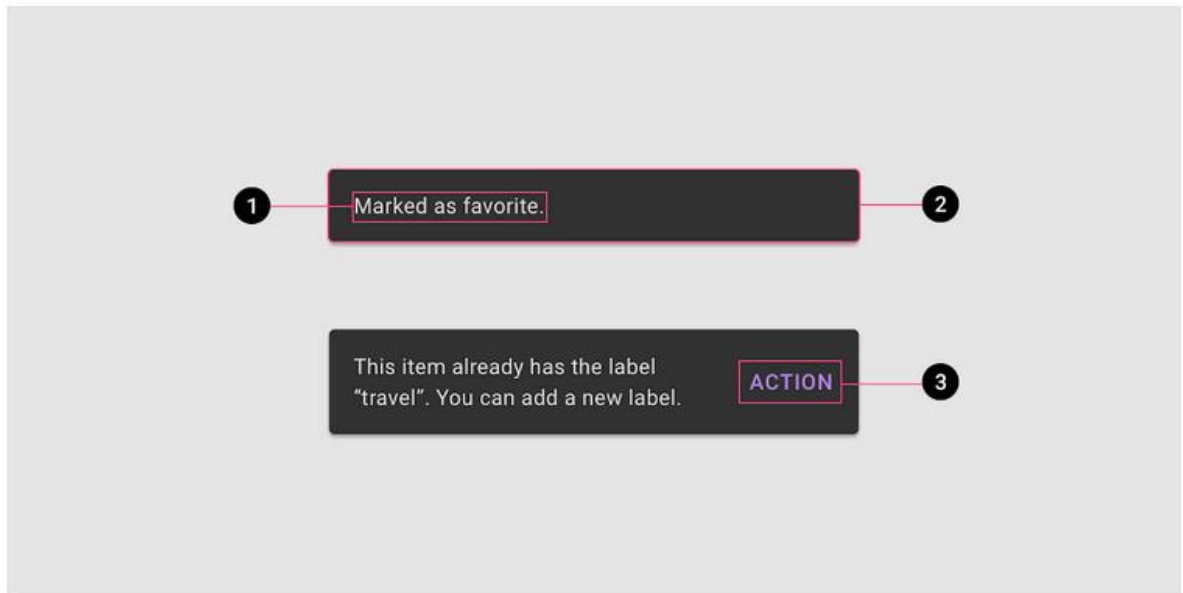 1
Marked as favorite.
2
This item already has the label
“travel”. You can add a new label.
ACTION
3